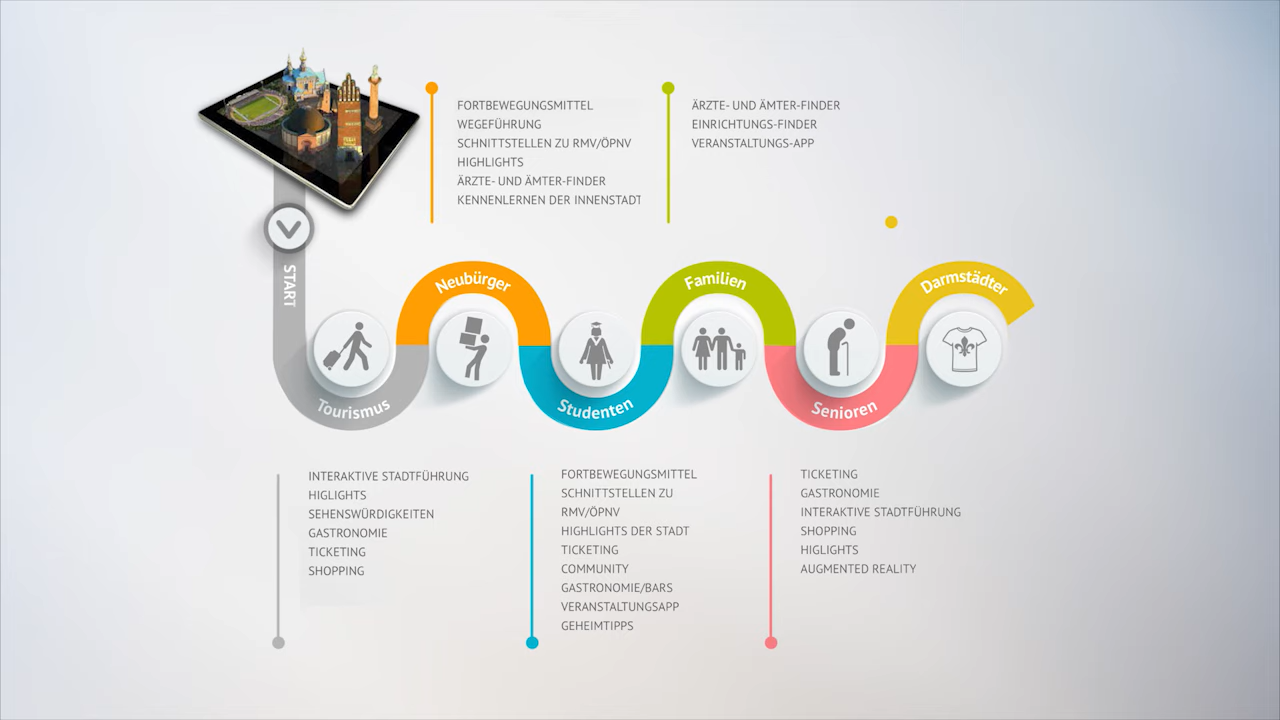 FORTBEWEGUNGSMITTEL
WEGEFÜHRUNG
SCHNITTSTELLEN ZU RMV/ÖPNV
HIGHLIGHTS
ÄRZTE- UND ÄMTER-FINDER
KENNENLERNEN DER INNENSTADT
ÄRZTE- UND ÄMTER-FINDER
EINRICHTUNGS-FINDER
VERANSTALTUNGS-APP
START
Tourismus
Neubürger
Studenten
Familien
Senioren
Darmstädter
INTERAKTIVE STADTFÜHRUNG
HIGLIGHTS
SEHENSWÜRDIGKEITEN
GASTRONOMIE
TICKETING
SHOPPING
FORTBEWEGUNGSMITTEL
SCHNITTSTELLEN ZU
RMV/ÖPNV
HIGHLIGHTS DER STADT
TICKETING
COMMUNITY
GASTRONOMIE/BARS
VERANSTALTUNGSAPP
GEHEIMTIPPS
TICKETING
GASTRONOMIE
INTERAKTIVE STADTFÜHRUNG
SHOPPING
HIGLIGHTS
AUGMENTED REALITY